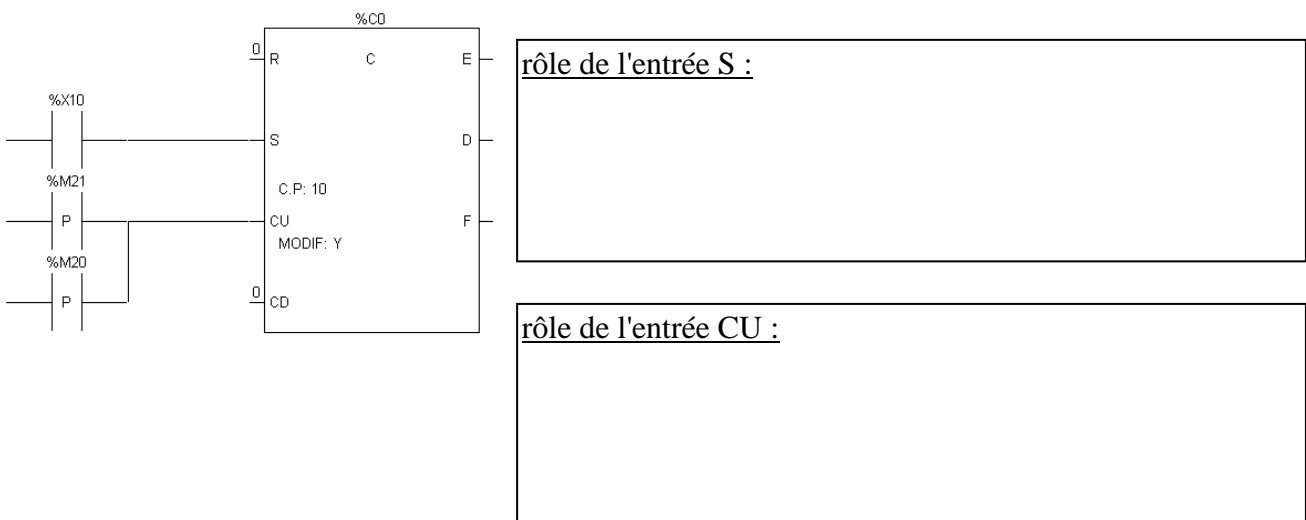 %C0
0 R C E
rôle de l'entrée S :
%X10
S D
%M21
C.P: 10
P CU F
MODIF: Y
%M20
0 CD
P
rôle de l'entrée CU :